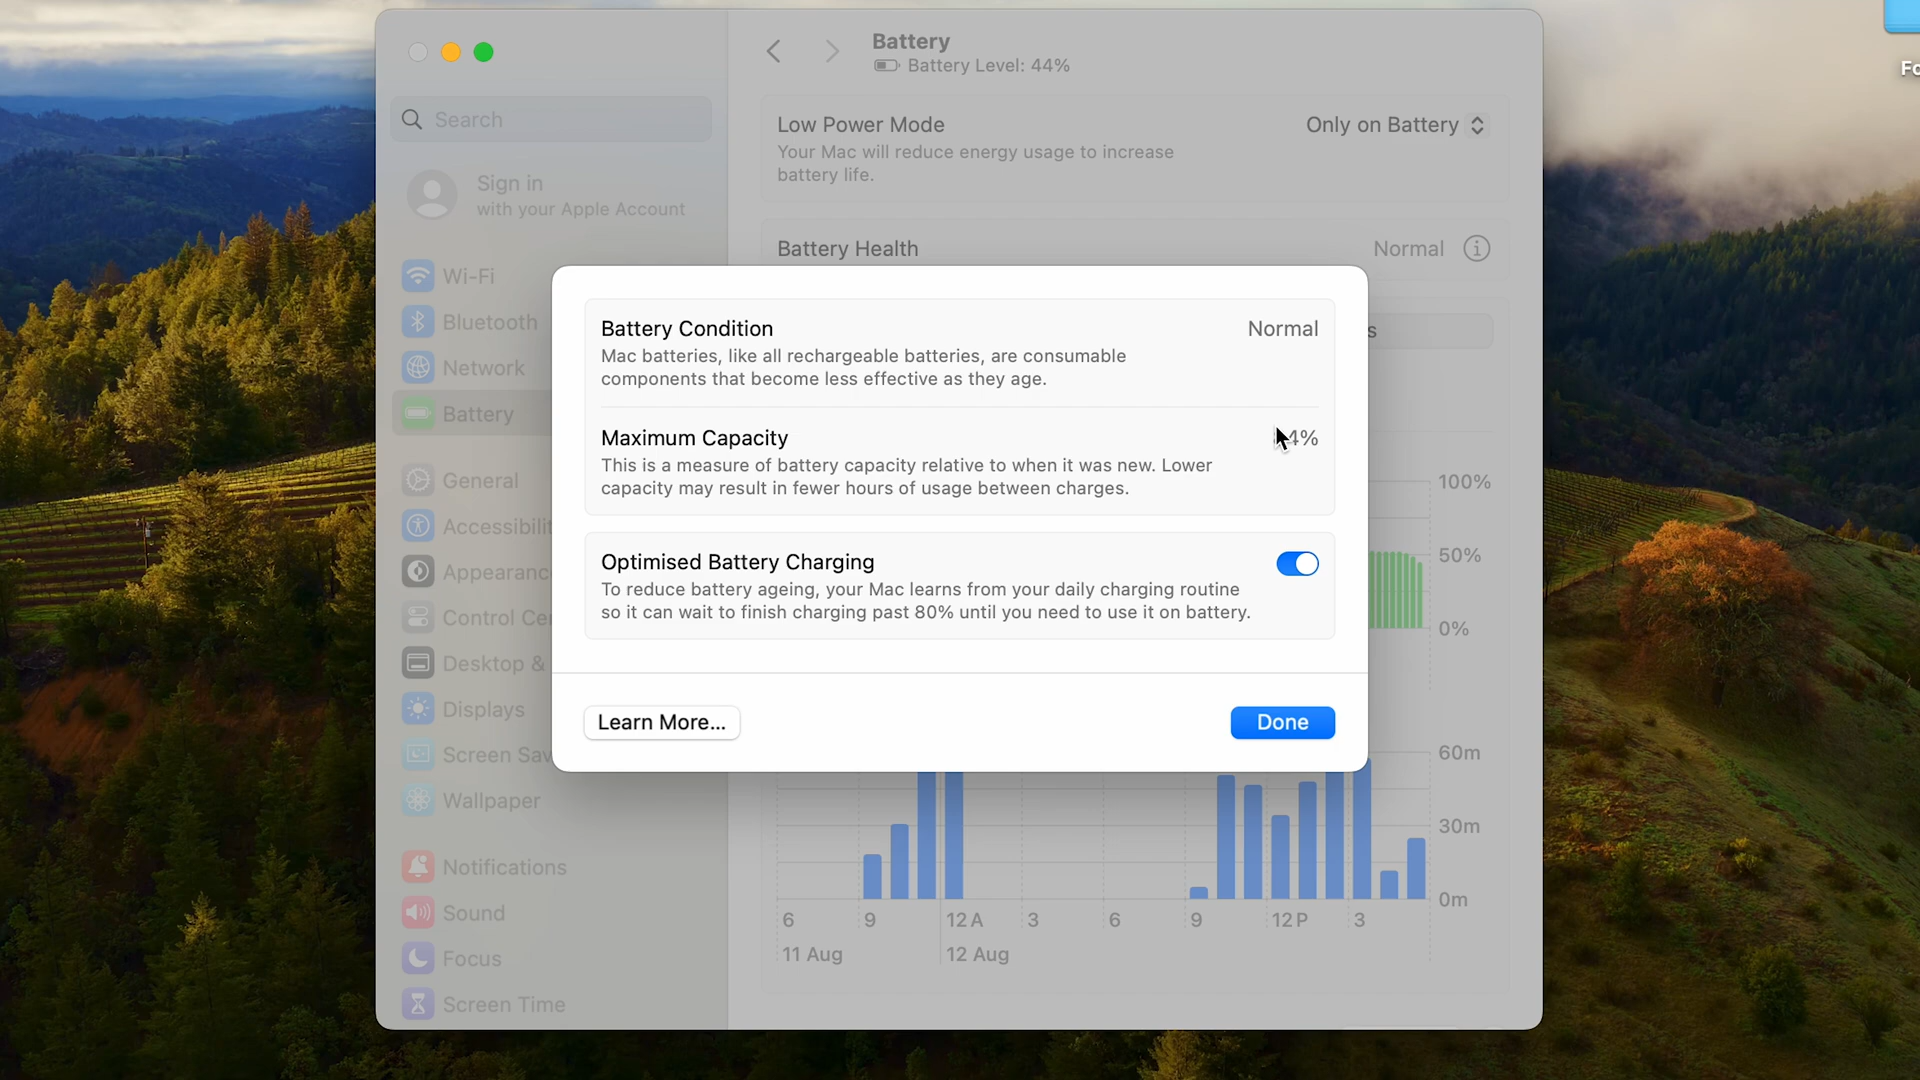 Battery
Battery Level: 44%
Search
Sign in
with your Apple Account
Wi-Fi
Bluetooth
Network
Battery
General
Appearanc
Control Ce
Desktop &
Displays
Screen Sav
Wallpaper
Notifications
Sound
Focus
Screen Time
Low Power Mode
Only on Battery
Your Mac will reduce energy usage to increase
battery life.
Battery Health
Normal
Battery Condition
Normal
Mac batteries, like all rechargeable batteries, are consumable
components that become less effective as they age.
Maximum Capacity
This is a measure of battery capacity relative to when it was new. Lower
capacity may result in fewer hours of usage between charges.
Optimised Battery Charging
To reduce battery ageing, your Mac learns from your daily charging routine
so it can wait to finish charging past 80% until you need to use it on battery.
Learn More...
Done
s
100%
50%
0%
60m
30m
0m
6 9 12 A 3 6 9 12 P 3
11 Aug 12 Aug